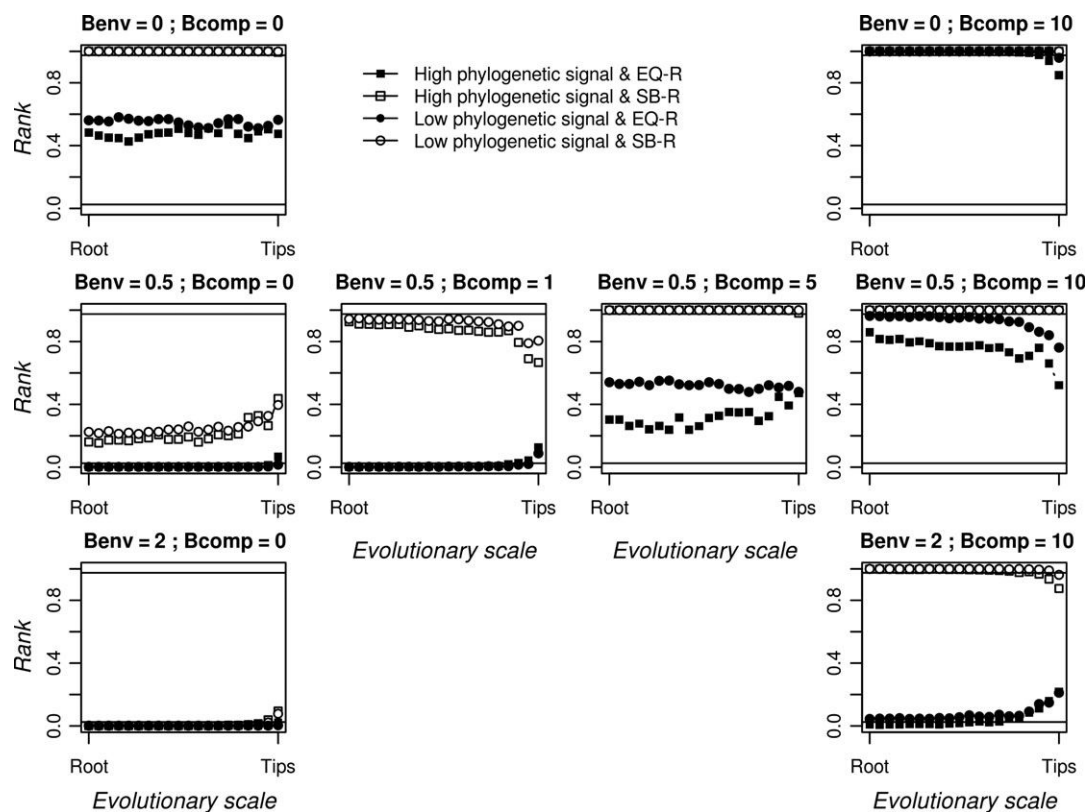 Benv = 0 ; Bcomp = 0
Benv = 0 ; Bcomp = 10
Rank
0.0 0.4 0.8
Root Tips
High phylogenetic signal & EQ-R
High phylogenetic signal & SB-R
Low phylogenetic signal & EQ-R
Low phylogenetic signal & SB-R
0.0 0.4 0.8
Root Tips
Benv = 0.5 ; Bcomp = 0
Benv = 0.5 ; Bcomp = 1
Benv = 0.5 ; Bcomp = 5
Benv = 0.5 ; Bcomp = 10
Rank
0.0 0.4 0.8
Root Tips
0.0 0.4 0.8
Root Tips
Evolutionary scale
0.0 0.4 0.8
Root Tips
Evolutionary scale
0.0 0.4 0.8
Root Tips
Benv = 2 ; Bcomp = 0
Benv = 2 ; Bcomp = 10
Rank
0.0 0.4 0.8
Root Tips
Evolutionary scale
0.0 0.4 0.8
Root Tips
Evolutionary scale